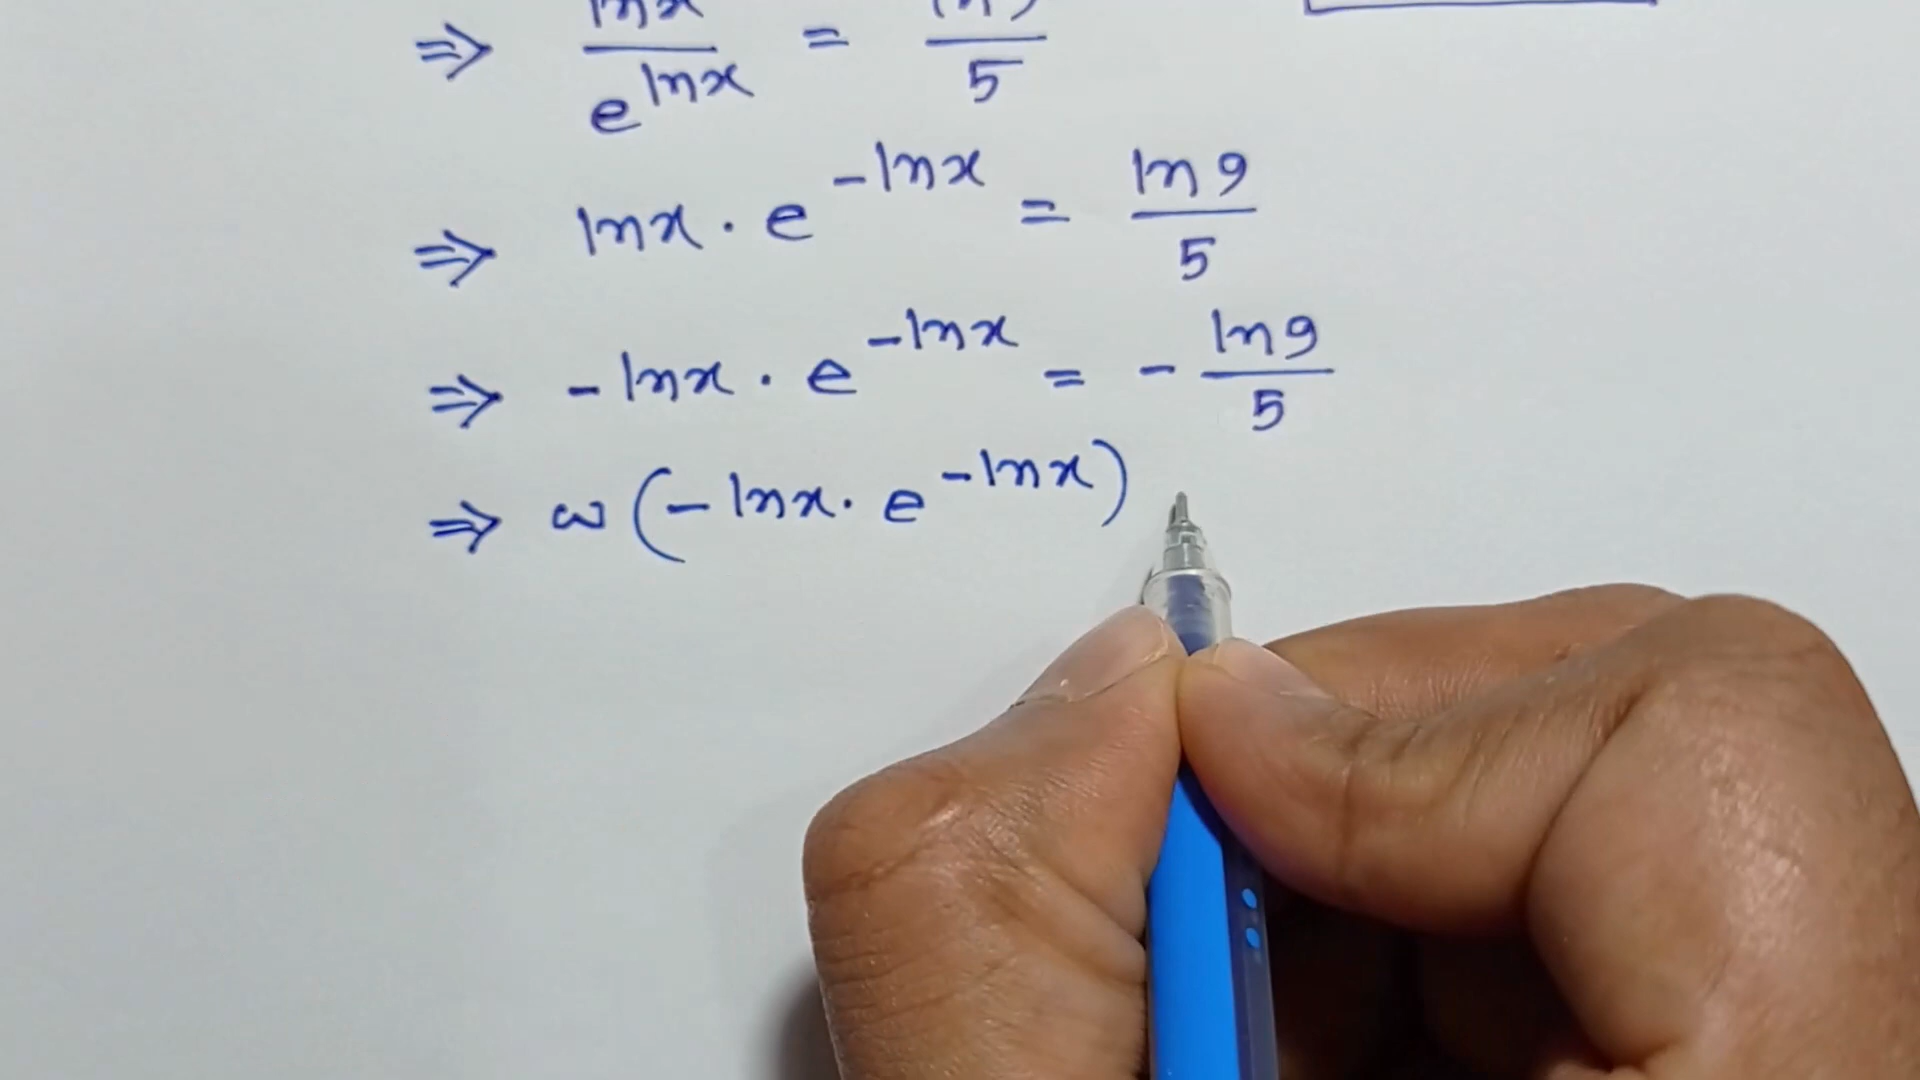 ⇒ lnx / e^lnx = ln9 / 5
⇒ lnx · e^-lnx = ln9 / 5
⇒ -lnx · e^-lnx = - ln9 / 5
⇒ ω(-lnx · e^-lnx)